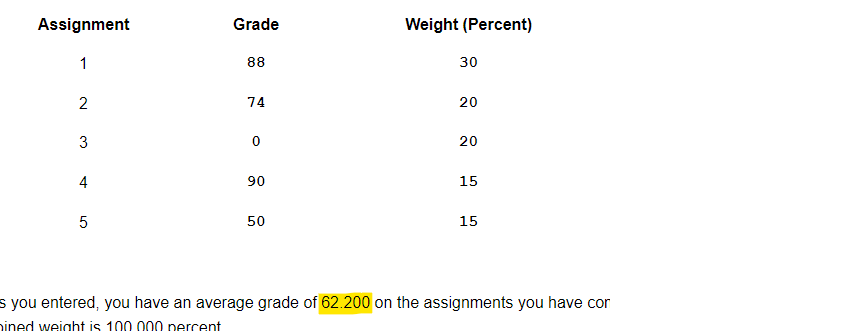 Assignment Grade Weight (Percent)
1 88 30
2 74 20
3 0 20
4 90 15
5 50 15
s you entered, you have an average grade of 62.200 on the assignments you have cor
ined weight is 100.000 percent